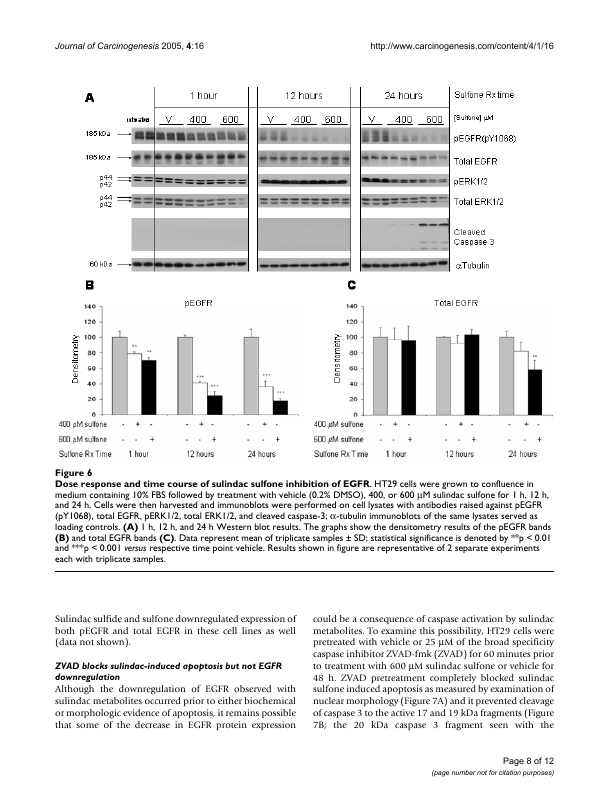 Journal of Carcinogenesis 2005, 4:16
http://www.carcinogenesis.com/content/4/1/16
A
1 hour 12 hours 24 hours Sulfone Rx time
V 400 600 V 400 600 V 400 600 [Sulfone] µM
185 kDa pEGFR(pY1068)
185 kDa Total EGFR
p44
p42 pERK1/2
p44
p42 Total ERK1/2
Cleaved
Caspase 3
60 kDa αTubulin
B
pEGFR
Densitometry
140
120
100
80
60
40
20
0
** ** *** *** *** ***
400 µM sulfone - + - - + - - + -
600 µM sulfone - - + - - + - - +
Sulfone Rx Time 1 hour 12 hours 24 hours
C
Total EGFR
Densitometry
140
120
100
80
60
40
20
0
**
400 µM sulfone - + - - + - - + -
600 µM sulfone - - + - - + - - +
Sulfone Rx Time 1 hour 12 hours 24 hours
Figure 6
Dose response and time course of sulindac sulfone inhibition of EGFR. HT29 cells were grown to confluence in
medium containing 10% FBS followed by treatment with vehicle (0.2% DMSO), 400, or 600 µM sulindac sulfone for 1 h, 12 h,
and 24 h. Cells were then harvested and immunoblots were performed on cell lysates with antibodies raised against pEGFR
(pY1068), total EGFR, pERK1/2, total ERK1/2, and cleaved caspase-3; α-tubulin immunoblots of the same lysates served as
loading controls. (A) 1 h, 12 h, and 24 h Western blot results. The graphs show the densitometry results of the pEGFR bands
(B) and total EGFR bands (C). Data represent mean of triplicate samples ± SD; statistical significance is denoted by **p < 0.01
and ***p < 0.001 versus respective time point vehicle. Results shown in figure are representative of 2 separate experiments
each with triplicate samples.
Sulindac sulfide and sulfone downregulated expression of
both pEGFR and total EGFR in these cell lines as well
(data not shown).
ZVAD blocks sulindac-induced apoptosis but not EGFR
downregulation
Although the downregulation of EGFR observed with
sulindac metabolites occurred prior to either biochemical
or morphologic evidence of apoptosis, it remains possible
that some of the decrease in EGFR protein expression
could be a consequence of caspase activation by sulindac
metabolites. To examine this possibility, HT29 cells were
pretreated with vehicle or 25 µM of the broad specificity
caspase inhibitor ZVAD-fmk (ZVAD) for 60 minutes prior
to treatment with 600 µM sulindac sulfone or vehicle for
48 h. ZVAD pretreatment completely blocked sulindac
sulfone induced apoptosis as measured by examination of
nuclear morphology (Figure 7A) and it prevented cleavage
of caspase 3 to the active 17 and 19 kDa fragments (Figure
7B; the 20 kDa caspase 3 fragment seen with the
Page 8 of 12
(page number not for citation purposes)